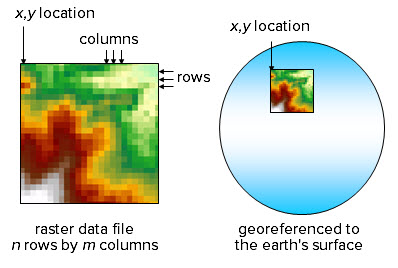 x,y location
columns
rows
raster data file
n rows by m columns
x,y location
georeferenced to
the earth's surface